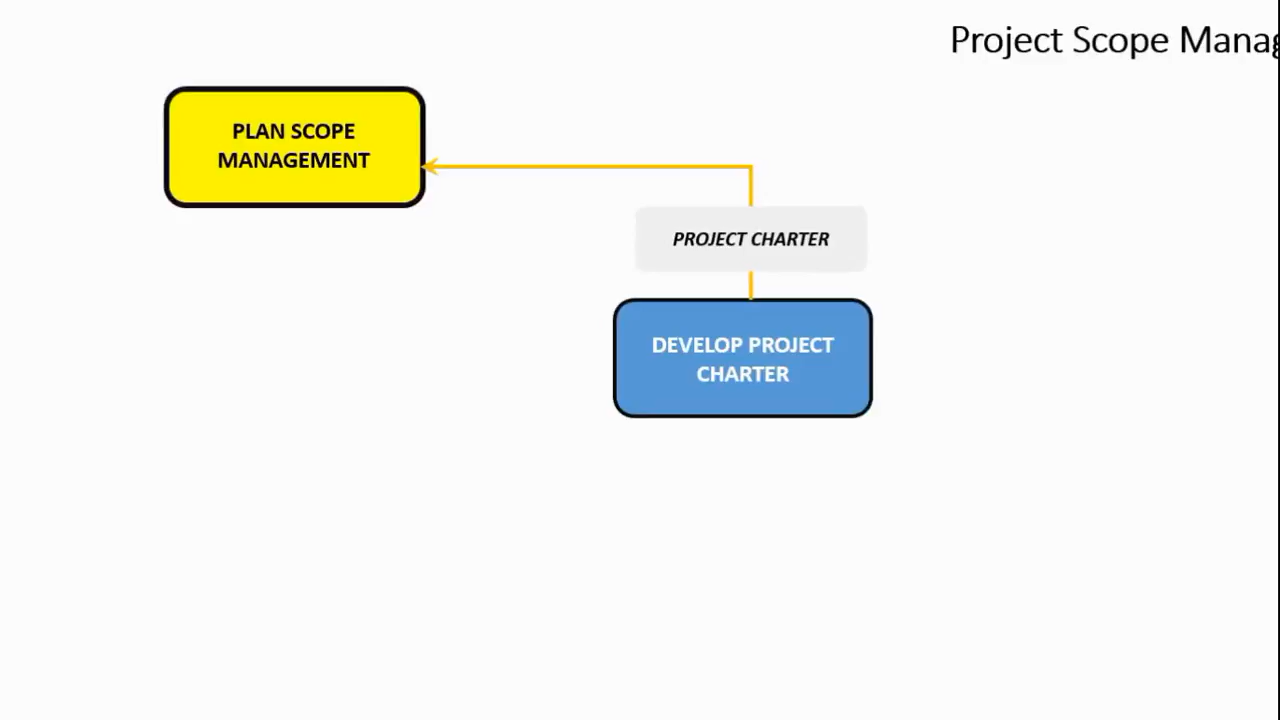 Project Scope Manag
PLAN SCOPE
MANAGEMENT
PROJECT CHARTER
DEVELOP PROJECT
CHARTER